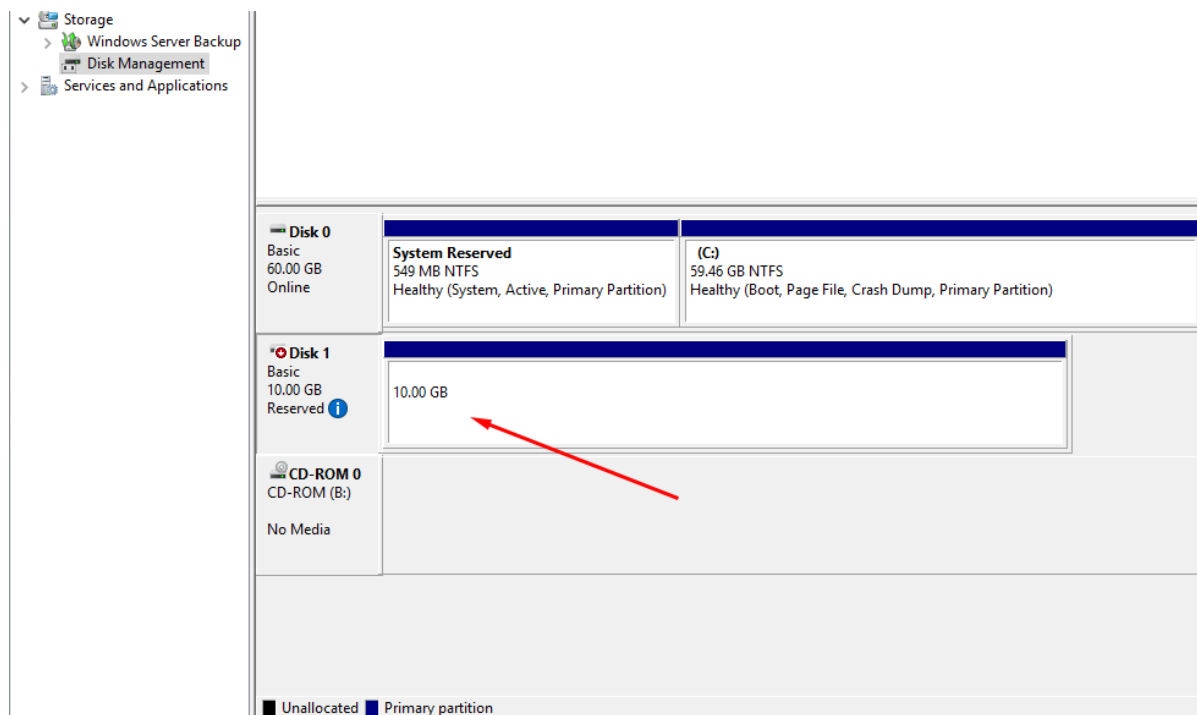 Storage
Windows Server Backup
Disk Management
Services and Applications
Disk 0
Basic
60.00 GB
Online
System Reserved
549 MB NTFS
Healthy (System, Active, Primary Partition)
(C:)
59.46 GB NTFS
Healthy (Boot, Page File, Crash Dump, Primary Partition)
Disk 1
Basic
10.00 GB
Reserved
10.00 GB
CD-ROM 0
CD-ROM (B:)
No Media
Unallocated Primary partition